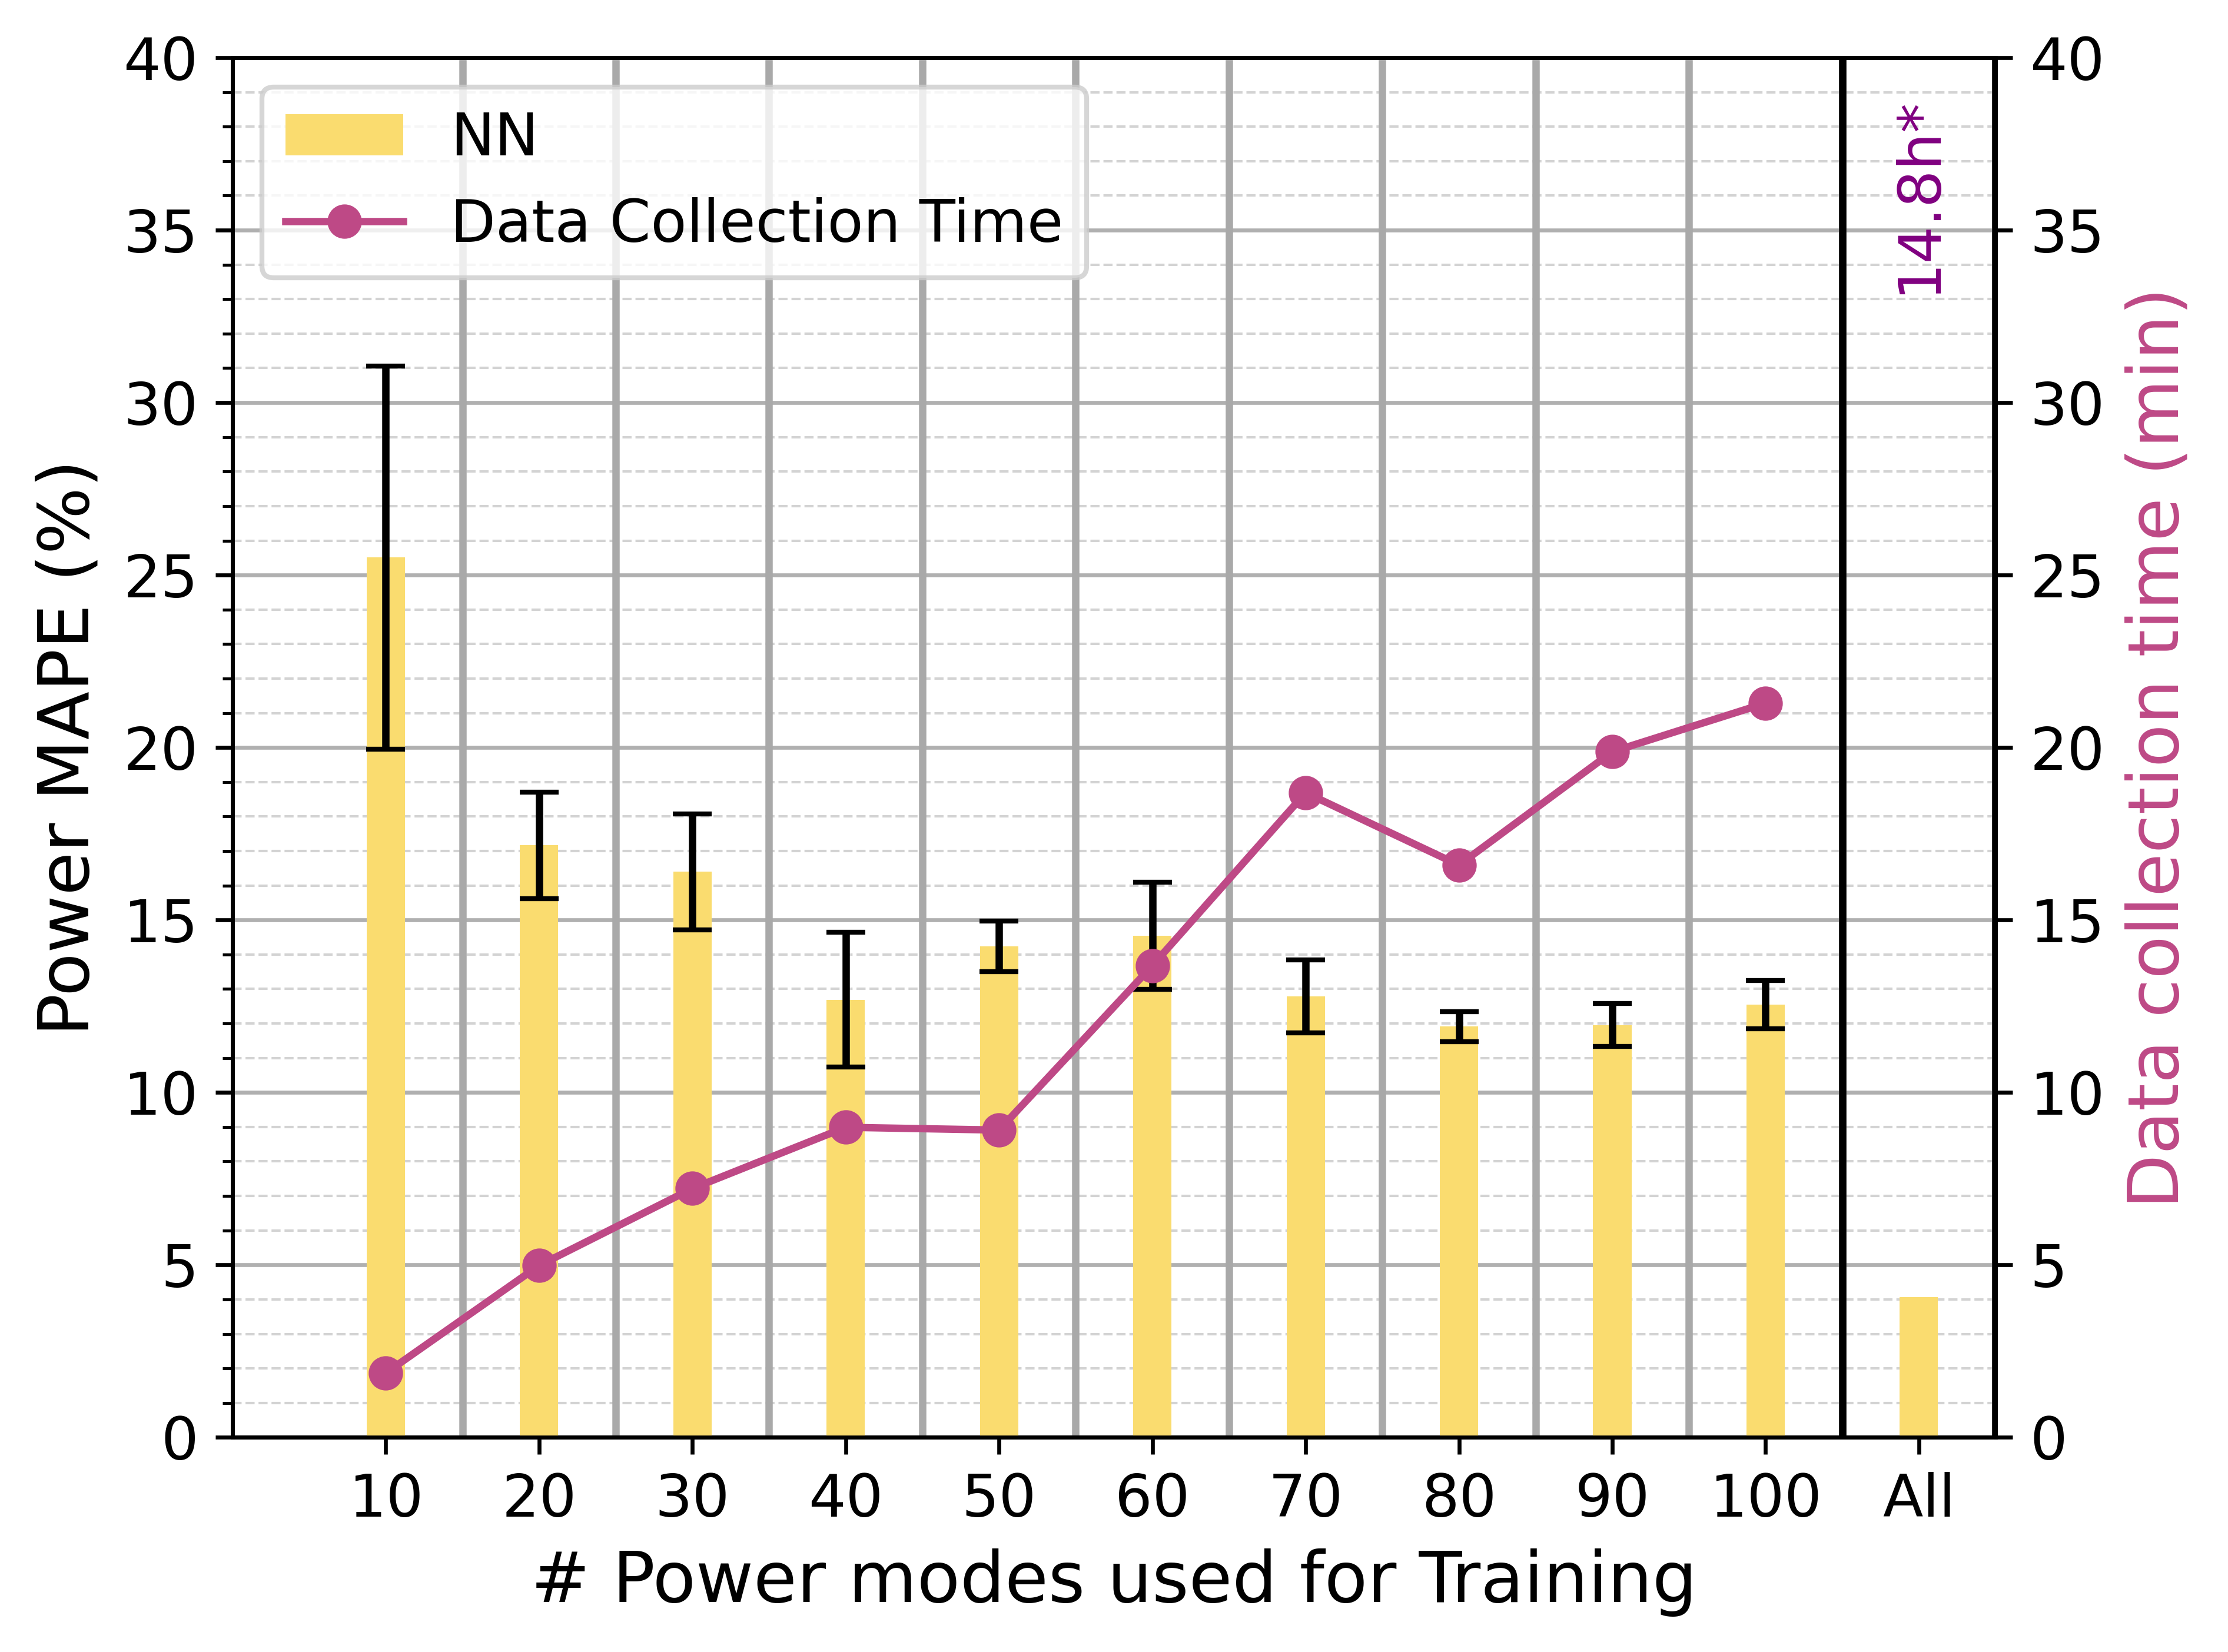 NN
Data Collection Time
14.8h*
Power MAPE (%)
40
35
30
25
20
15
10
5
0
40
35
30
25
20
15
10
5
0
Data collection time (min)
10 20 30 40 50 60 70 80 90 100 All
# Power modes used for Training